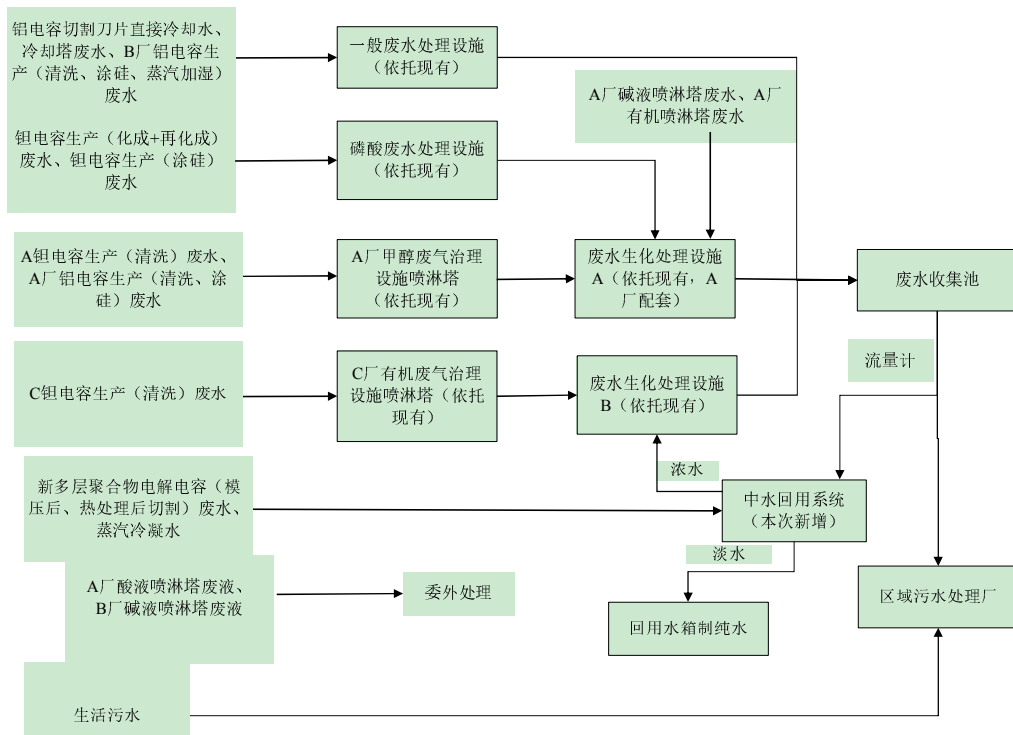 铝电容切割刀片直接冷却水、
冷却塔废水、B厂铝电容生
产（清洗、涂硅、蒸汽加湿）
废水
一般废水处理设施
（依托现有）
A厂碱液喷淋塔废水、A厂
有机喷淋塔废水
钽电容生产（化成+再化成）
废水、钽电容生产（涂硅）
废水
磷酸废水处理设施
（依托现有）
A钽电容生产（清洗）废水、
A厂铝电容生产（清洗、涂
硅）废水
A厂甲醇废气治理
设施喷淋塔
（依托现有）
废水生化处理设施
A（依托现有，A
厂配套）
废水收集池
流量计
C钽电容生产（清洗）废水
C厂有机废气治理
设施喷淋塔（依托
现有）
废水生化处理设施
B（依托现有）
浓水
新多层聚合物电解电容（模
压后、热处理后切割）废水、
蒸汽冷凝水
中水回用系统
（本次新增）
淡水
A厂酸液喷淋塔废液、
B厂碱液喷淋塔废液
委外处理
回用水箱制纯水
区域污水处理厂
生活污水